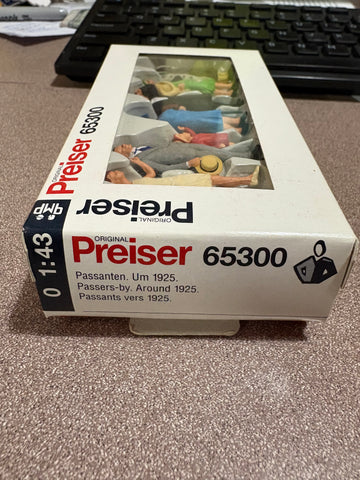 ORIGINAL
Preiser 65300
ORIGINAL
Preiser
0 1:43
ORIGINAL
Preiser 65300
Passanten. Um 1925.
Passers-by. Around 1925.
Passants vers 1925.